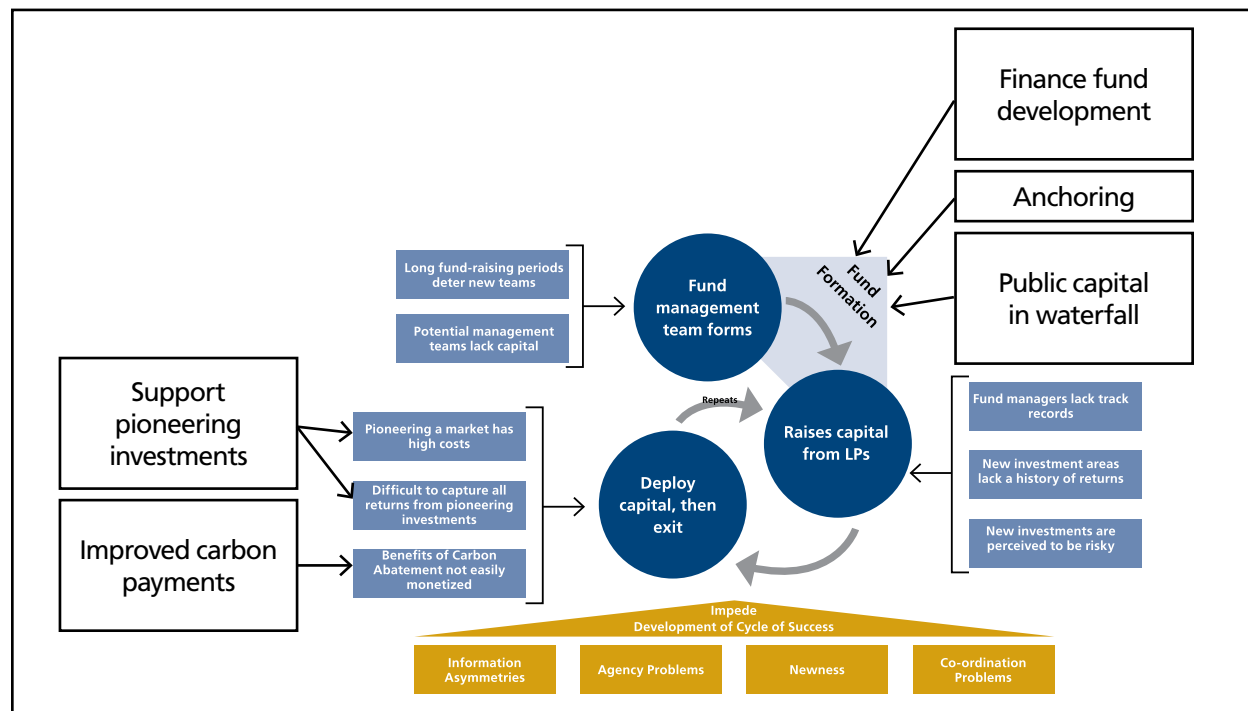 Finance fund
development
Anchoring
Public capital
in waterfall
Fund
Formation
Long fund-raising periods
deter new teams
Potential management
teams lack capital
Fund
management
team forms
Support
pioneering
investments
Improved carbon
payments
Pioneering a market has
high costs
Difficult to capture all
returns from pioneering
investments
Benefits of Carbon
Abatement not easily
monetized
Repeats
Raises capital
from LPs
Deploy
capital, then
exit
Fund managers lack track
records
New investment areas
lack a history of returns
New investments are
perceived to be risky
Impede
Development of Cycle of Success
Information
Asymmetries
Agency Problems
Newness
Co-ordination
Problems